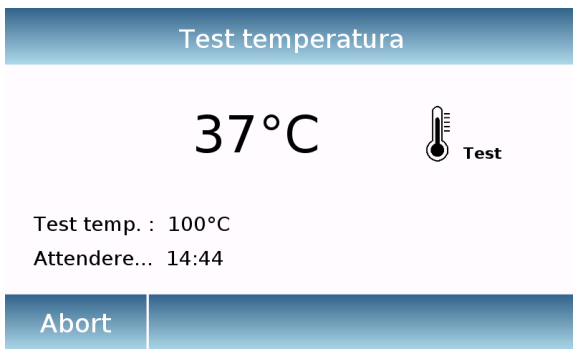 Test temperatura
37°C
Test
Test temp. : 100°C
Attendere... 14:44
Abort